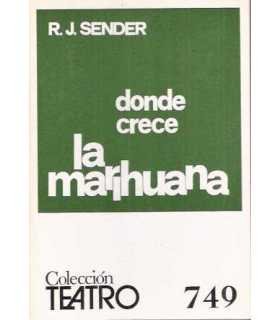 R. J. SENDER
donde
crece
la
marihuana
Colección
TEATRO 749